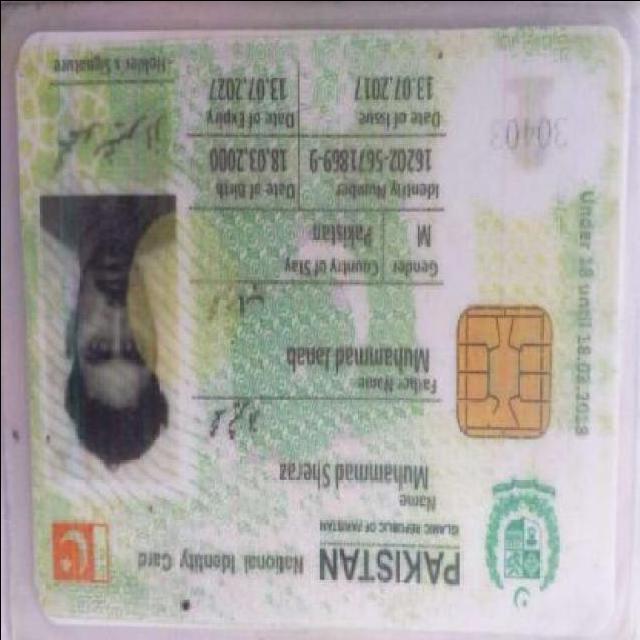 PAKISTAN National Identity Card
ISLAMIC REPUBLIC OF PAKISTAN
Name
Muhammad Sheraz
Father Name
Muhammad Janab
Gender Country of Stay
M Pakistan
Identity Number Date of Birth
16202-5671869-9 18.03.2000
Date of Issue Date of Expiry
13.07.2017 13.07.2027
Holder's Signature
Under 18 until 18.03.2018
30403